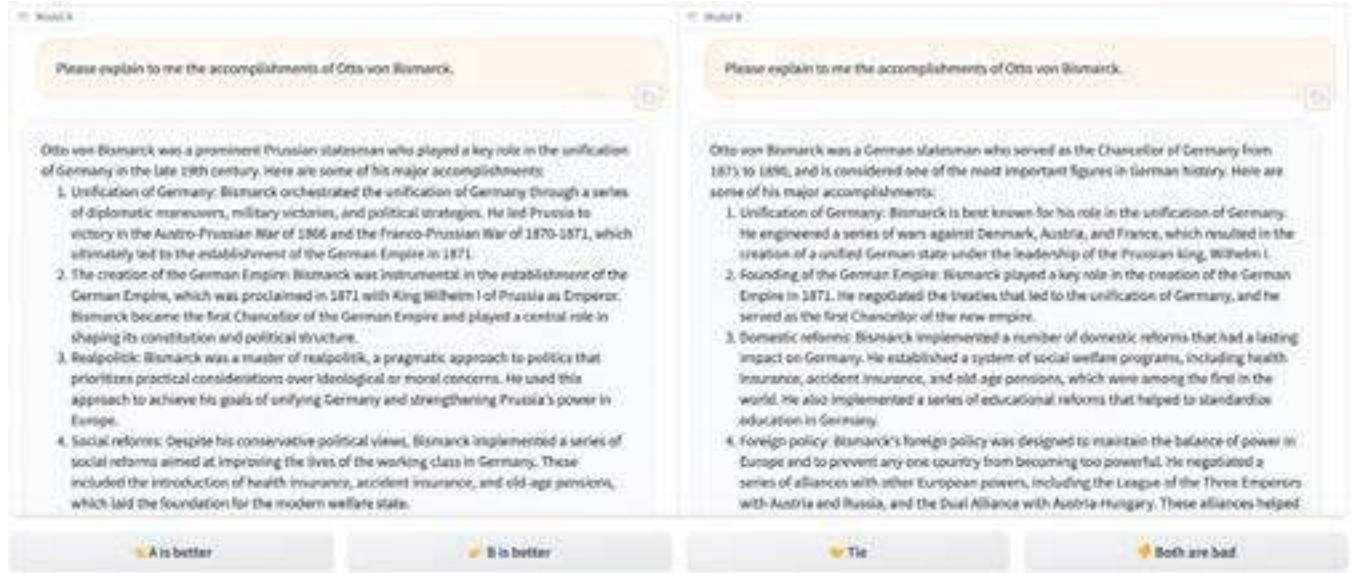 Model A
Please explain to me the accomplishments of Otto von Bismarck.
Otto von Bismarck was a prominent Prussian statesman who played a key role in the unification
of Germany in the late 19th century. Here are some of his major accomplishments:
1. Unification of Germany: Bismarck orchestrated the unification of Germany through a series
of diplomatic maneuvers, military victories, and political strategies. He led Prussia to
victory in the Austro-Prussian War of 1866 and the Franco-Prussian War of 1870-1871, which
ultimately led to the establishment of the German Empire in 1871.
2. The creation of the German Empire: Bismarck was instrumental in the establishment of the
German Empire, which was proclaimed in 1871 with King Wilhelm I of Prussia as Emperor.
Bismarck became the first Chancellor of the German Empire and played a central role in
shaping its constitution and political structure.
3. Realpolitik: Bismarck was a master of realpolitik, a pragmatic approach to politics that
prioritizes practical considerations over ideological or moral concerns. He used this
approach to achieve his goals of unifying Germany and strengthening Prussia's power in
Europe.
4. Social reforms: Despite his conservative political views, Bismarck implemented a series of
social reforms aimed at improving the lives of the working class in Germany. These
included the introduction of health insurance, accident insurance, and old-age pensions,
which laid the foundation for the modern welfare state.
Model B
Please explain to me the accomplishments of Otto von Bismarck.
Otto von Bismarck was a German statesman who served as the Chancellor of Germany from
1871 to 1890, and is considered one of the most important figures in German history. Here are
some of his major accomplishments:
1. Unification of Germany: Bismarck is best known for his role in the unification of Germany.
He engineered a series of wars against Denmark, Austria, and France, which resulted in the
creation of a unified German state under the leadership of the Prussian king, Wilhelm I.
2. Founding of the German Empire: Bismarck played a key role in the creation of the German
Empire in 1871. He negotiated the treaties that led to the unification of Germany, and he
served as the first Chancellor of the new empire.
3. Domestic reforms: Bismarck implemented a number of domestic reforms that had a lasting
impact on Germany. He established a system of social welfare programs, including health
insurance, accident insurance, and old age pensions, which were among the first in the
world. He also implemented a series of educational reforms that helped to standardize
education in Germany.
4. Foreign policy: Bismarck's foreign policy was designed to maintain the balance of power in
Europe and to prevent any one country from becoming too powerful. He negotiated a
series of alliances with other European powers, including the League of the Three Emperors
with Austria and Russia, and the Dual Alliance with Austria-Hungary. These alliances helped
A is better
B is better
Tie
Both are bad